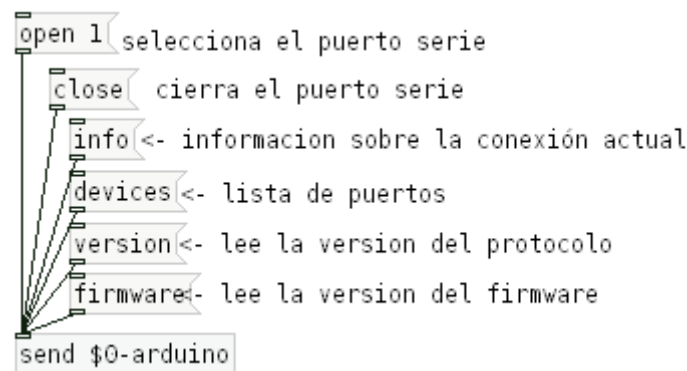 open 1 selecciona el puerto serie
close cierra el puerto serie
info <- informacion sobre la conexión actual
devices <- lista de puertos
version <- lee la version del protocolo
firmware <- lee la version del firmware
send $0-arduino